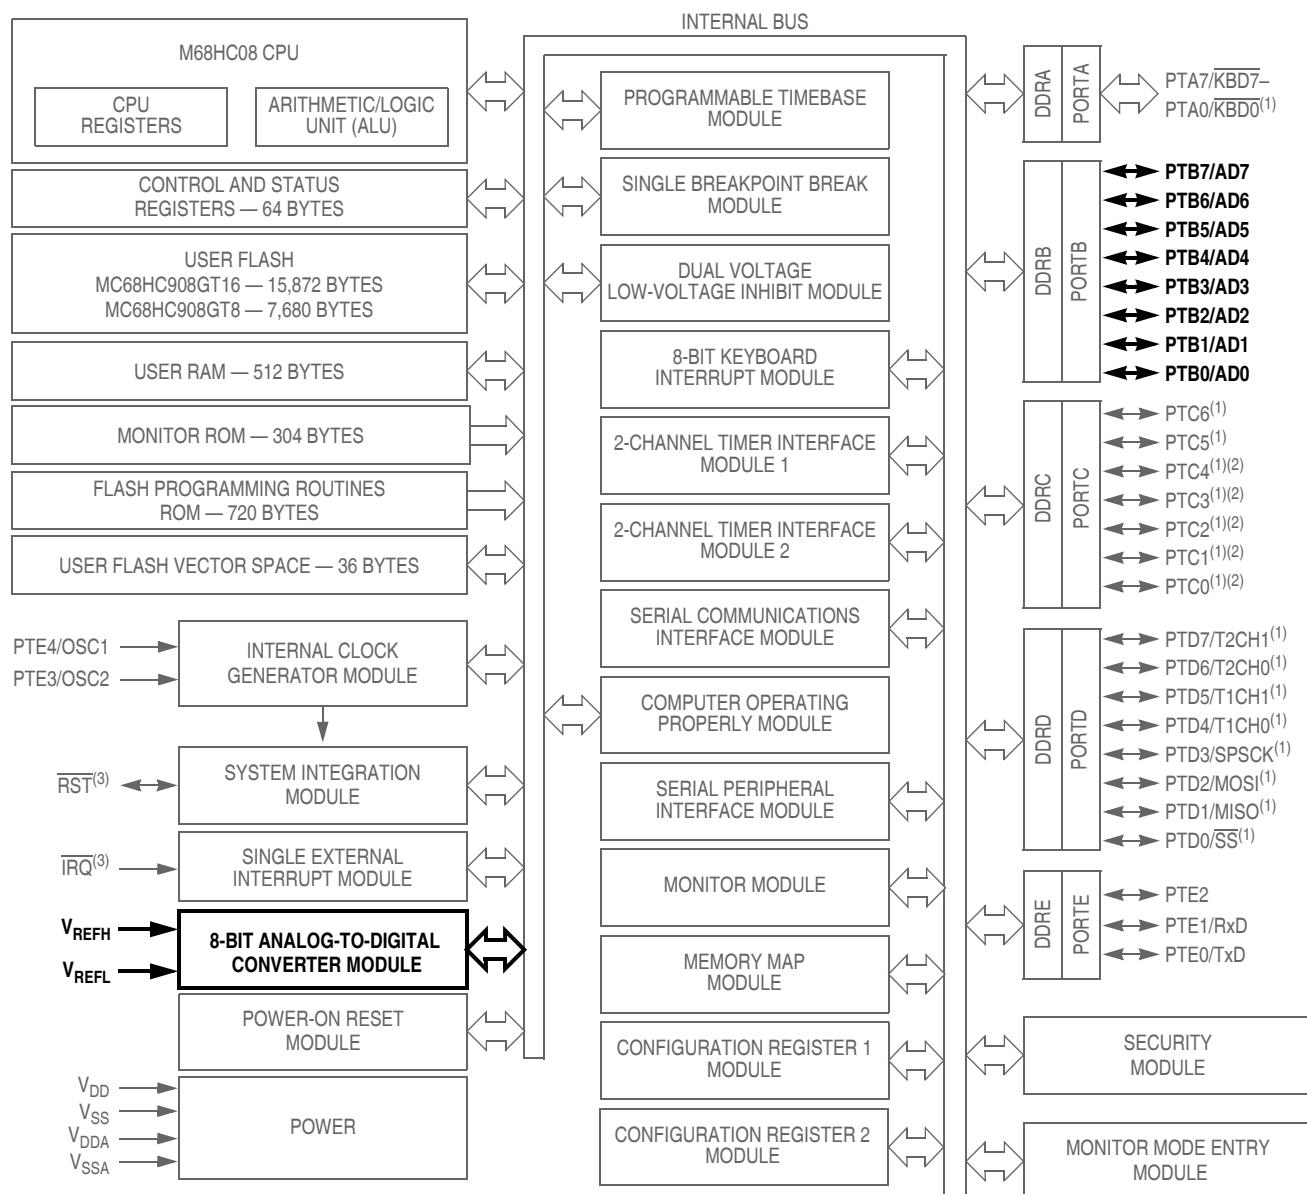 INTERNAL BUS
M68HC08 CPU
CPU
REGISTERS
ARITHMETIC/LOGIC
UNIT (ALU)
CONTROL AND STATUS
REGISTERS — 64 BYTES
USER FLASH
MC68HC908GT16 — 15,872 BYTES
MC68HC908GT8 — 7,680 BYTES
USER RAM — 512 BYTES
MONITOR ROM — 304 BYTES
FLASH PROGRAMMING ROUTINES
ROM — 720 BYTES
USER FLASH VECTOR SPACE — 36 BYTES
PTE4/OSC1
PTE3/OSC2
INTERNAL CLOCK
GENERATOR MODULE
RST(3)
SYSTEM INTEGRATION
MODULE
IRQ(3)
SINGLE EXTERNAL
INTERRUPT MODULE
VREFH
VREFL
8-BIT ANALOG-TO-DIGITAL
CONVERTER MODULE
POWER-ON RESET
MODULE
VDD
VSS
VDDA
VSSA
POWER
PROGRAMMABLE TIMEBASE
MODULE
SINGLE BREAKPOINT BREAK
MODULE
DUAL VOLTAGE
LOW-VOLTAGE INHIBIT MODULE
8-BIT KEYBOARD
INTERRUPT MODULE
2-CHANNEL TIMER INTERFACE
MODULE 1
2-CHANNEL TIMER INTERFACE
MODULE 2
SERIAL COMMUNICATIONS
INTERFACE MODULE
COMPUTER OPERATING
PROPERLY MODULE
SERIAL PERIPHERAL
INTERFACE MODULE
MONITOR MODULE
MEMORY MAP
MODULE
CONFIGURATION REGISTER 1
MODULE
CONFIGURATION REGISTER 2
MODULE
DDRA
PORTA
PTA7/KBD7–
PTA0/KBD0(1)
DDRB
PORTB
PTB7/AD7
PTB6/AD6
PTB5/AD5
PTB4/AD4
PTB3/AD3
PTB2/AD2
PTB1/AD1
PTB0/AD0
DDRC
PORTC
PTC6(1)
PTC5(1)
PTC4(1)(2)
PTC3(1)(2)
PTC2(1)(2)
PTC1(1)(2)
PTC0(1)(2)
DDRD
PORTD
PTD7/T2CH1(1)
PTD6/T2CH0(1)
PTD5/T1CH1(1)
PTD4/T1CH0(1)
PTD3/SPSCK(1)
PTD2/MOSI(1)
PTD1/MISO(1)
PTD0/SS(1)
DDRE
PORTE
PTE2
PTE1/RxD
PTE0/TxD
SECURITY
MODULE
MONITOR MODE ENTRY
MODULE